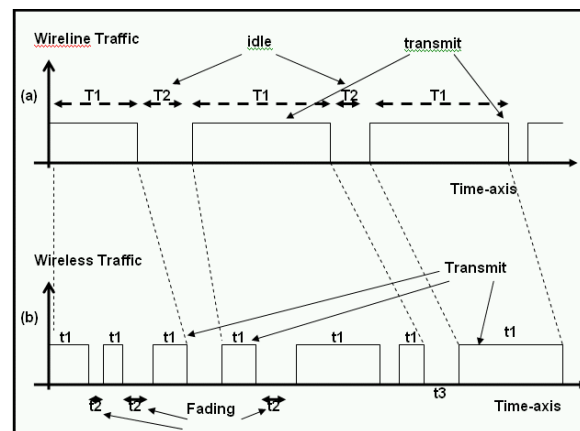 Wireline Traffic
idle
transmit
(a)
T1
T2
T1
T2
T1
Time-axis
Wireless Traffic
Transmit
(b)
t1
t1
t1
t1
t1
t1
t1
t2
t2
Fading
t2
t3
Time-axis